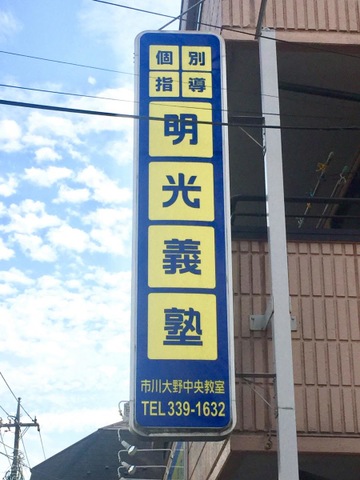 個別
指導
明光義塾
市川大野中央教室
TEL 339-1632